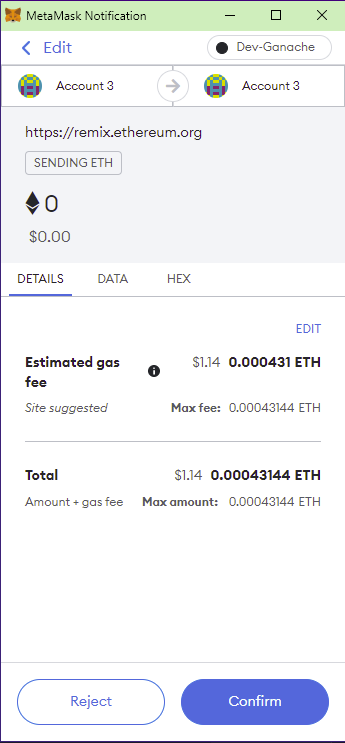 MetaMask Notification
Edit
Dev-Ganache
Account 3
Account 3
https://remix.ethereum.org
SENDING ETH
0
$0.00
DETAILS DATA HEX
EDIT
Estimated gas fee $1.14 0.000431 ETH
Site suggested Max fee: 0.00043144 ETH
Total $1.14 0.00043144 ETH
Amount + gas fee Max amount: 0.00043144 ETH
Reject Confirm